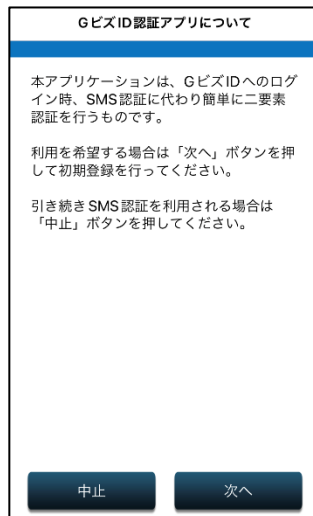 GビズID認証アプリについて
本アプリケーションは、GビズIDへのログ
イン時、SMS認証に代わり簡単に二要素
認証を行うものです。
利用を希望する場合は「次へ」ボタンを押
して初期登録を行ってください。
引き続きSMS認証を利用される場合は
「中止」ボタンを押してください。
中止
次へ